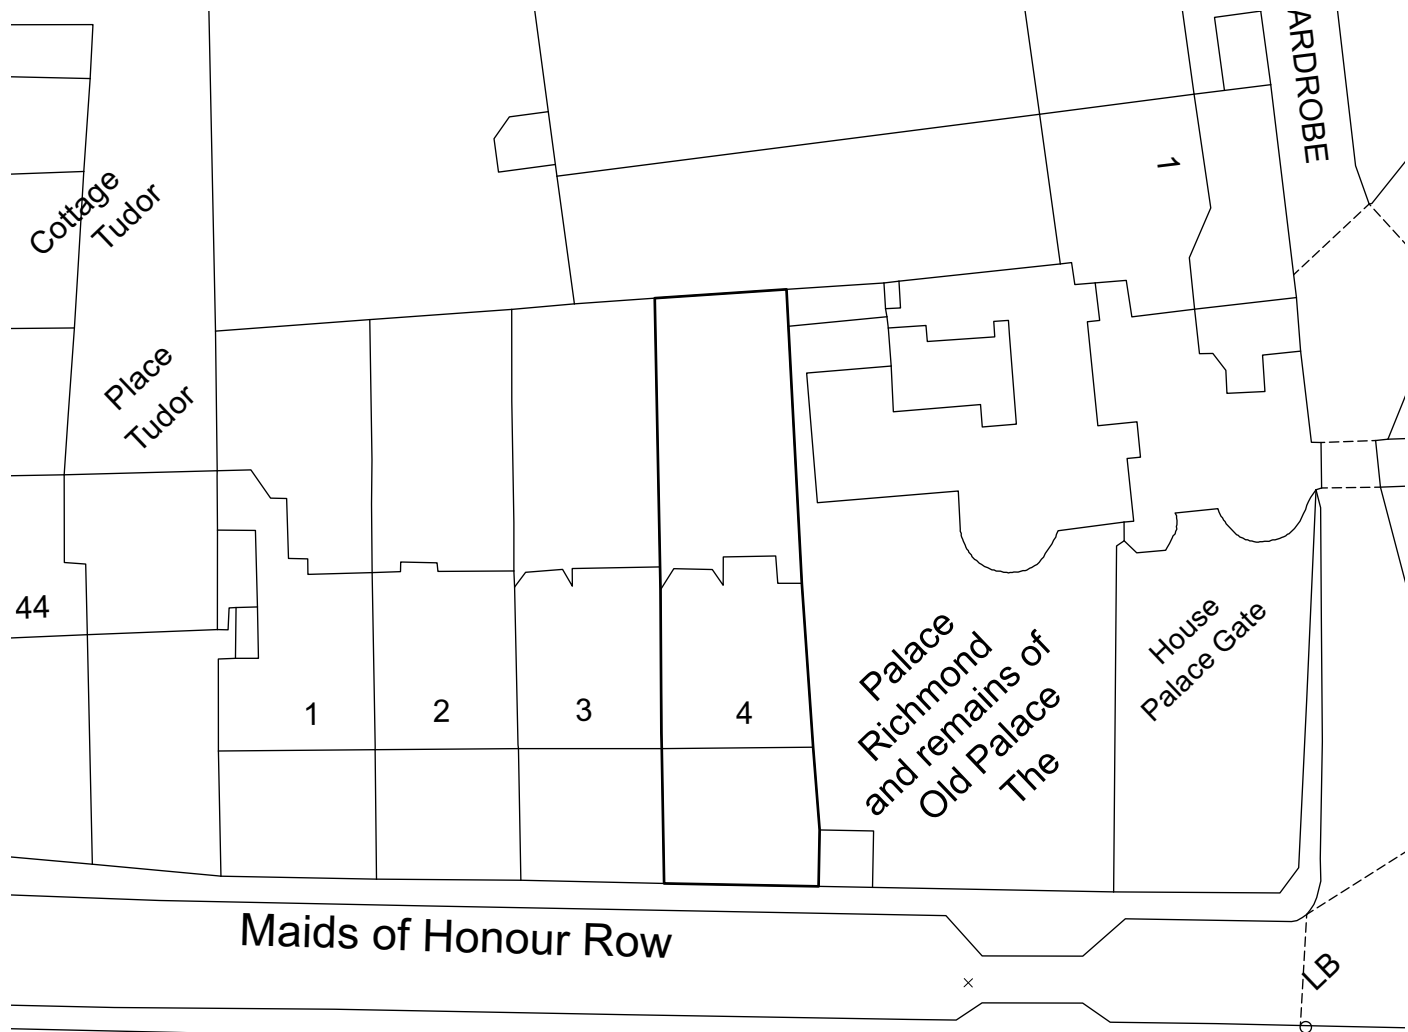 ARDROBE
1
Cottage
Tudor
Place
Tudor
44
1
2
3
4
Palace
Richmond
and remains of
Old Palace
The
House
Palace Gate
Maids of Honour Row
LB